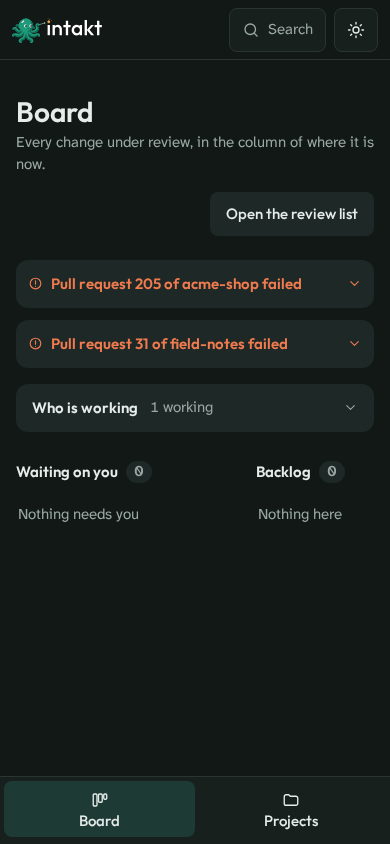 intakt
Search
Board
Every change under review, in the column of where it is
now.
Open the review list
Pull request 205 of acme-shop failed
Pull request 31 of field-notes failed
Who is working 1 working
Waiting on you 0
Backlog 0
Nothing needs you
Nothing here
Board
Projects